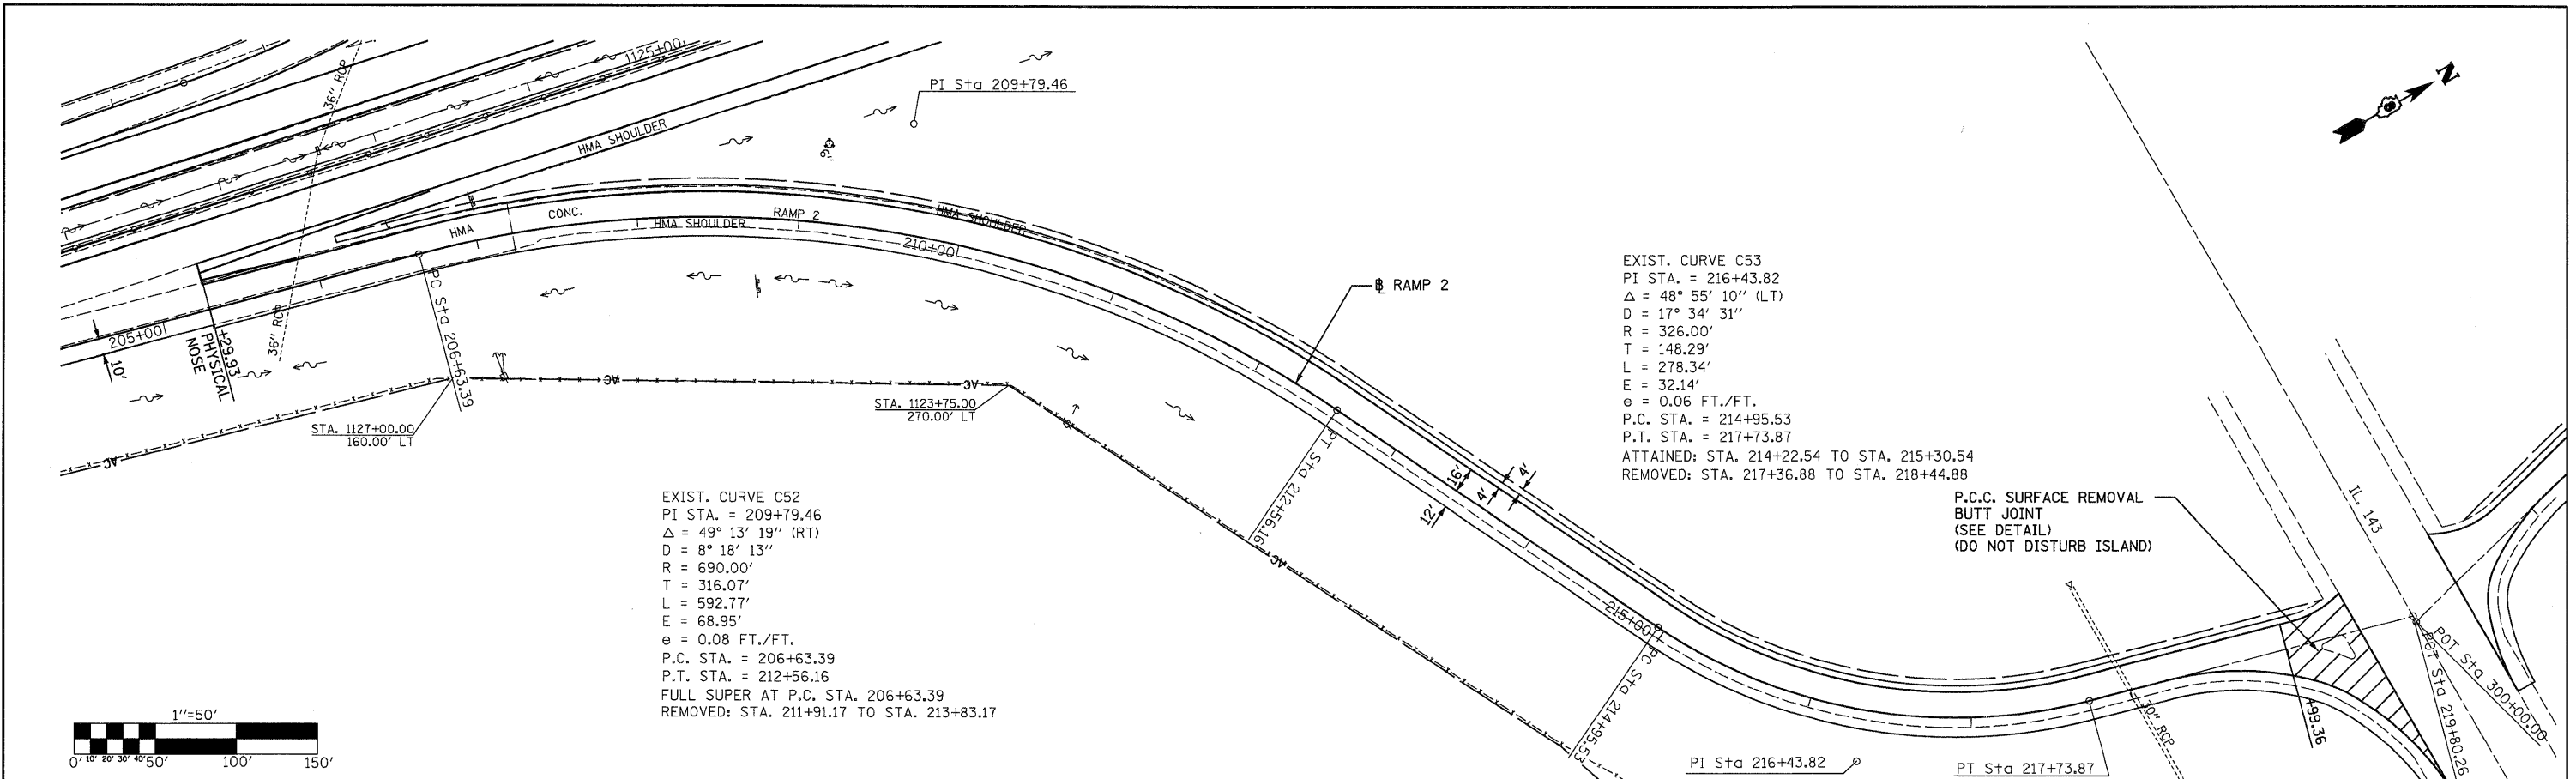 1125+00
36" RCP
PI Sta 209+79.46
N
HMA SHOULDER
6"
CONC.
RAMP 2
HMA SHOULDER
HMA
HMA SHOULDER
210+00
PC Sta 206+63.39
205+00
10'
+29.93
PHYSICAL
NOSE
36" RCP
AC
AC
AC
STA. 1127+00.00
160.00' LT
STA. 1123+75.00
270.00' LT
℄ RAMP 2
EXIST. CURVE C53
PI STA. = 216+43.82
Δ = 48° 55' 10" (LT)
D = 17° 34' 31"
R = 326.00'
T = 148.29'
L = 278.34'
E = 32.14'
e = 0.06 FT./FT.
P.C. STA. = 214+95.53
P.T. STA. = 217+73.87
ATTAINED: STA. 214+22.54 TO STA. 215+30.54
REMOVED: STA. 217+36.88 TO STA. 218+44.88
EXIST. CURVE C52
PI STA. = 209+79.46
Δ = 49° 13' 19" (RT)
D = 8° 18' 13"
R = 690.00'
T = 316.07'
L = 592.77'
E = 68.95'
e = 0.08 FT./FT.
P.C. STA. = 206+63.39
P.T. STA. = 212+56.16
FULL SUPER AT P.C. STA. 206+63.39
REMOVED: STA. 211+91.17 TO STA. 213+83.17
PT Sta 212+56.16
AC
16'
4'
4'
12'
P.C.C. SURFACE REMOVAL
BUTT JOINT
(SEE DETAIL)
(DO NOT DISTURB ISLAND)
IL. 143
215+00
PC Sta 214+95.53
POT Sta 300+00.00
POT Sta 219+80.26
+99.36
30" RCP
PI Sta 216+43.82
PT Sta 217+73.87
1"=50'
0' 10' 20' 30' 40' 50' 100' 150'